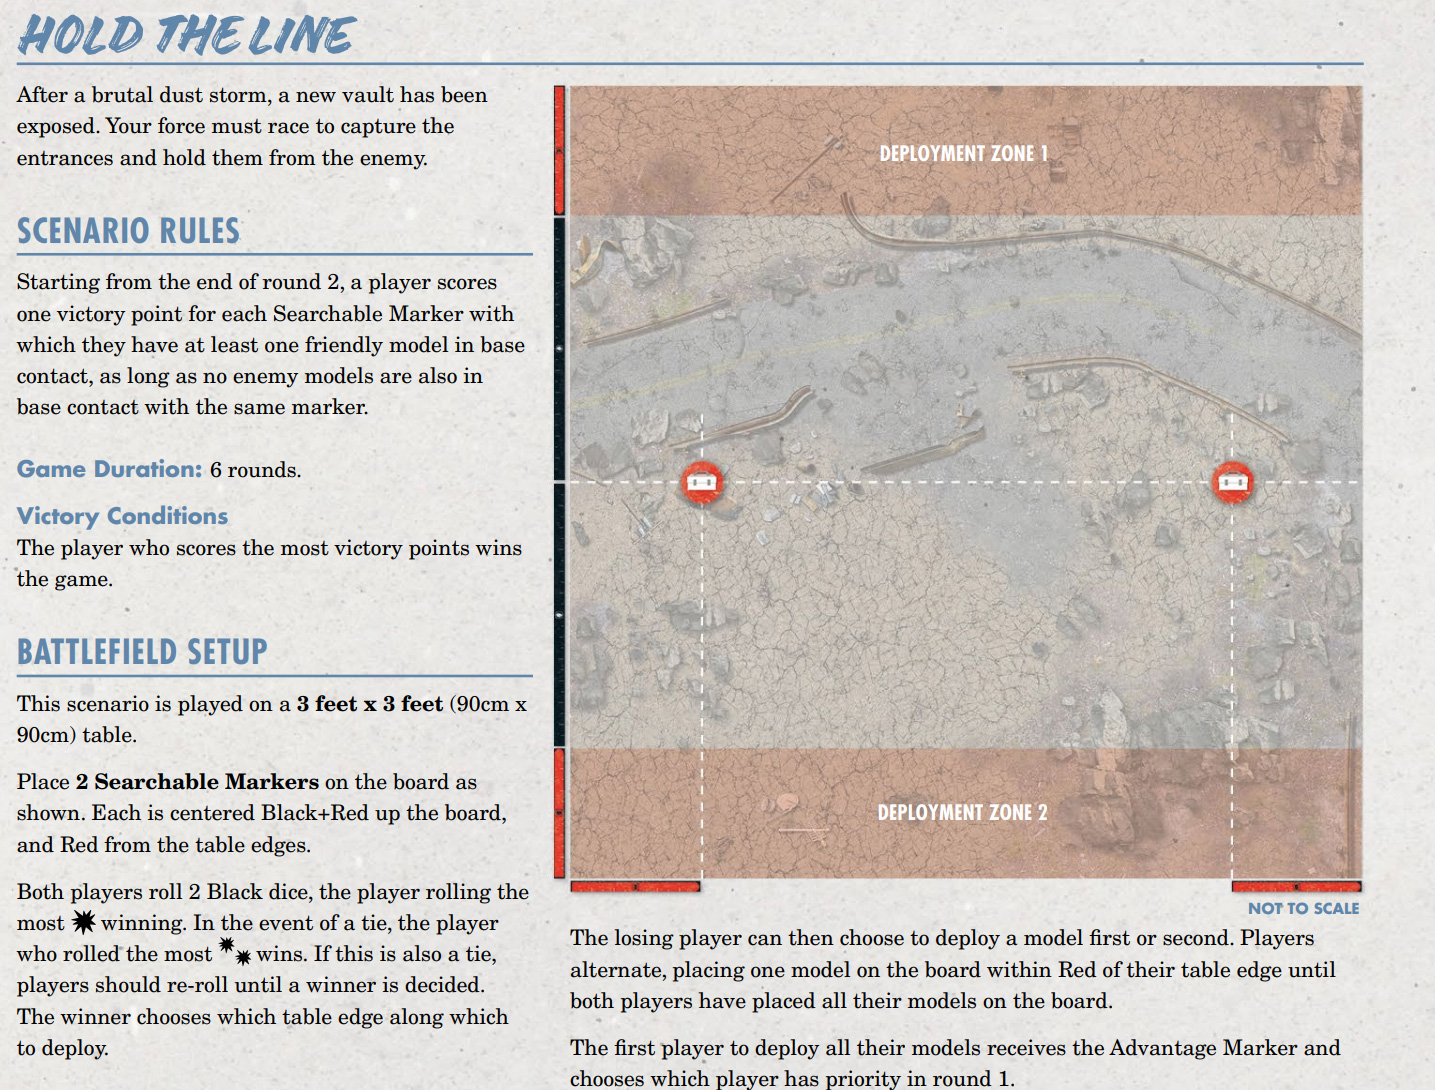 HOLD THE LINE
After a brutal dust storm, a new vault has been
exposed. Your force must race to capture the
entrances and hold them from the enemy.
SCENARIO RULES
Starting from the end of round 2, a player scores
one victory point for each Searchable Marker with
which they have at least one friendly model in base
contact, as long as no enemy models are also in
base contact with the same marker.
Game Duration: 6 rounds.
Victory Conditions
The player who scores the most victory points wins
the game.
BATTLEFIELD SETUP
This scenario is played on a 3 feet x 3 feet (90cm x
90cm) table.
Place 2 Searchable Markers on the board as
shown. Each is centered Black+Red up the board,
and Red from the table edges.
Both players roll 2 Black dice, the player rolling the
most winning. In the event of a tie, the player
who rolled the most wins. If this is also a tie,
players should re-roll until a winner is decided.
The winner chooses which table edge along which
to deploy.
DEPLOYMENT ZONE 1
DEPLOYMENT ZONE 2
NOT TO SCALE
The losing player can then choose to deploy a model first or second. Players
alternate, placing one model on the board within Red of their table edge until
both players have placed all their models on the board.
The first player to deploy all their models receives the Advantage Marker and
chooses which player has priority in round 1.